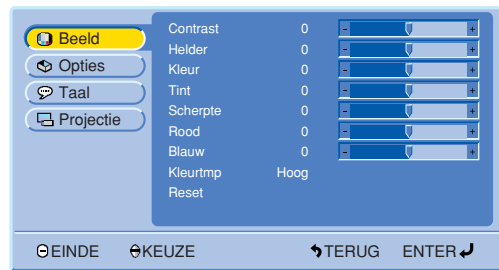 Beeld
Opties
Taal
Projectie
Contrast 0 - +
Helder 0 - +
Kleur 0 - +
Tint 0 - +
Scherpte 0 - +
Rood 0 - +
Blauw 0 - +
Kleurtmp Hoog
Reset
EINDE KEUZE TERUG ENTER